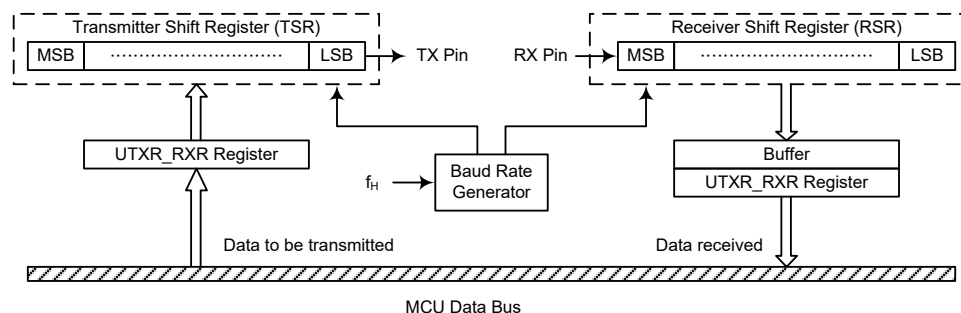 Transmitter Shift Register (TSR)
MSB
LSB
TX Pin
RX Pin
Receiver Shift Register (RSR)
MSB
LSB
UTXR_RXR Register
Baud Rate
Generator
fH
Buffer
UTXR_RXR Register
Data to be transmitted
Data received
MCU Data Bus